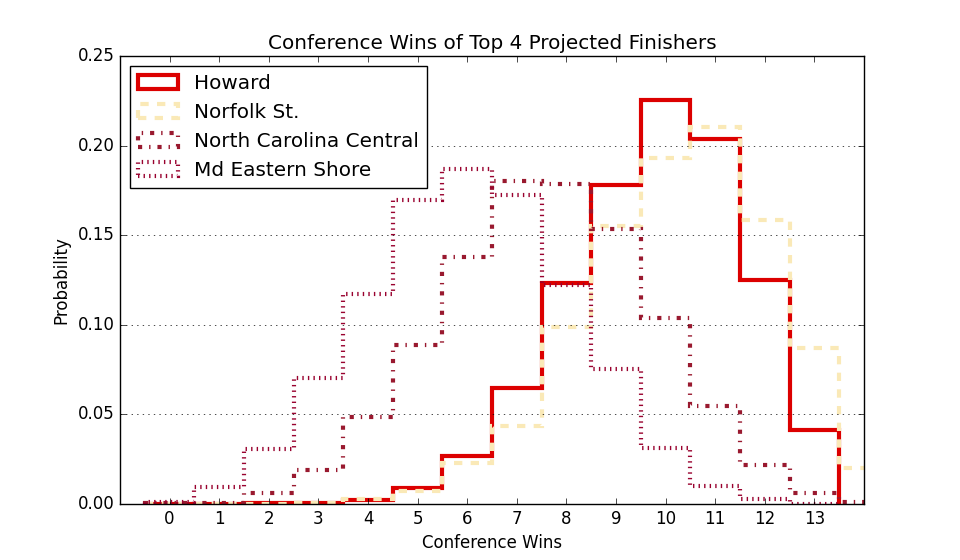 Conference Wins of Top 4 Projected Finishers
0.25
0.20
0.15
0.10
0.05
0.00
Probability
Howard
Norfolk St.
North Carolina Central
Md Eastern Shore
0 1 2 3 4 5 6 7 8 9 10 11 12 13
Conference Wins